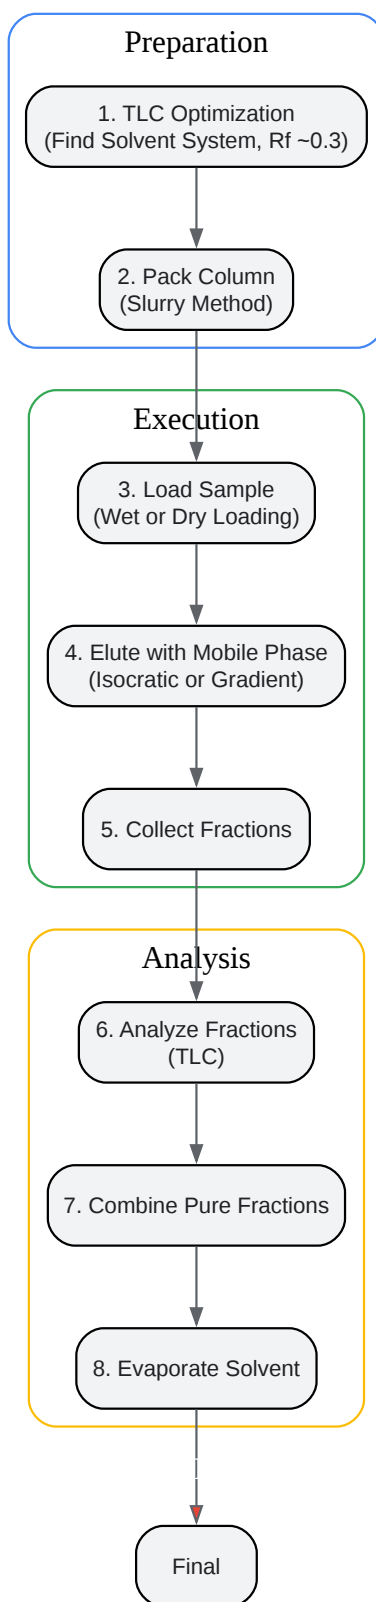 Preparation
1. TLC Optimization
(Find Solvent System, Rf ~0.3)
2. Pack Column
(Slurry Method)
Execution
3. Load Sample
(Wet or Dry Loading)
4. Elute with Mobile Phase
(Isocratic or Gradient)
5. Collect Fractions
Analysis
6. Analyze Fractions
(TLC)
7. Combine Pure Fractions
8. Evaporate Solvent
Final